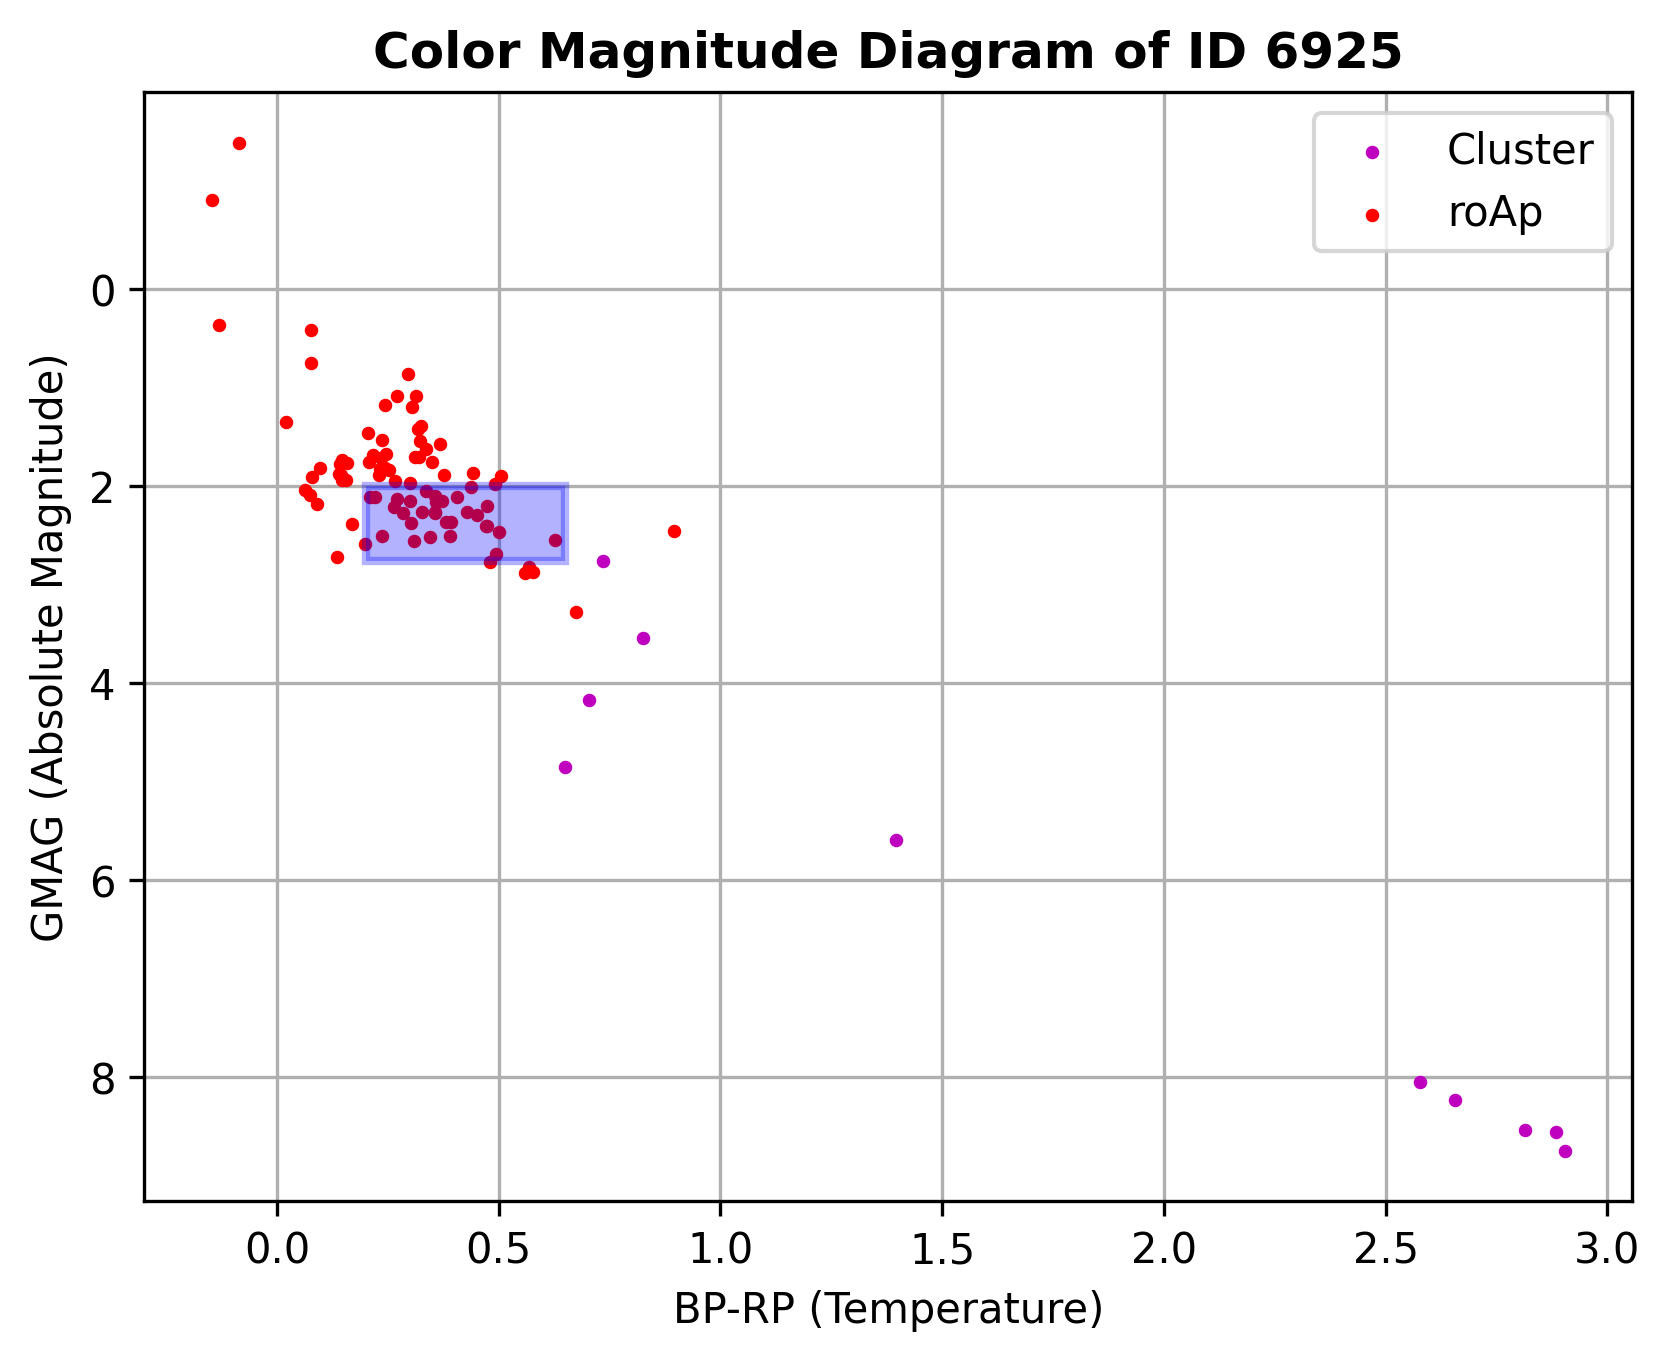 Color Magnitude Diagram of ID 6925
Cluster
roAp
GMAG (Absolute Magnitude)
0
2
4
6
8
0.0 0.5 1.0 1.5 2.0 2.5 3.0
BP-RP (Temperature)